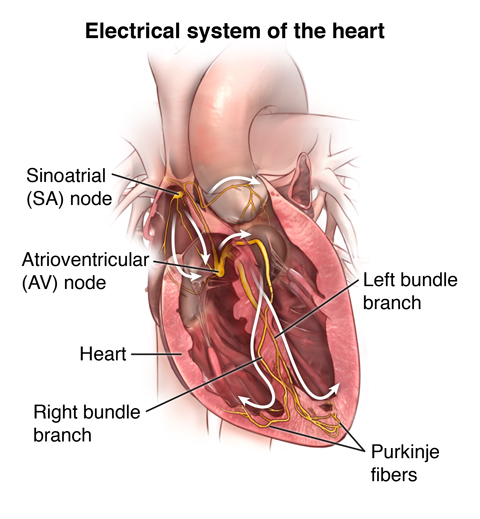 Electrical system of the heart
Sinoatrial
(SA) node
Atrioventricular
(AV) node
Left bundle
branch
Heart
Right bundle
branch
Purkinje
fibers